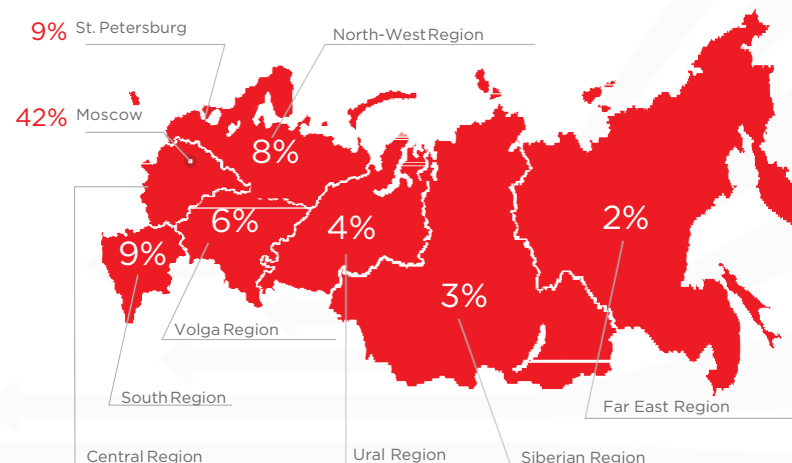 9% St. Petersburg
North-West Region
42% Moscow
8%
6%
9%
4%
2%
3%
Volga Region
South Region
Far East Region
Central Region
Ural Region
Siberian Region